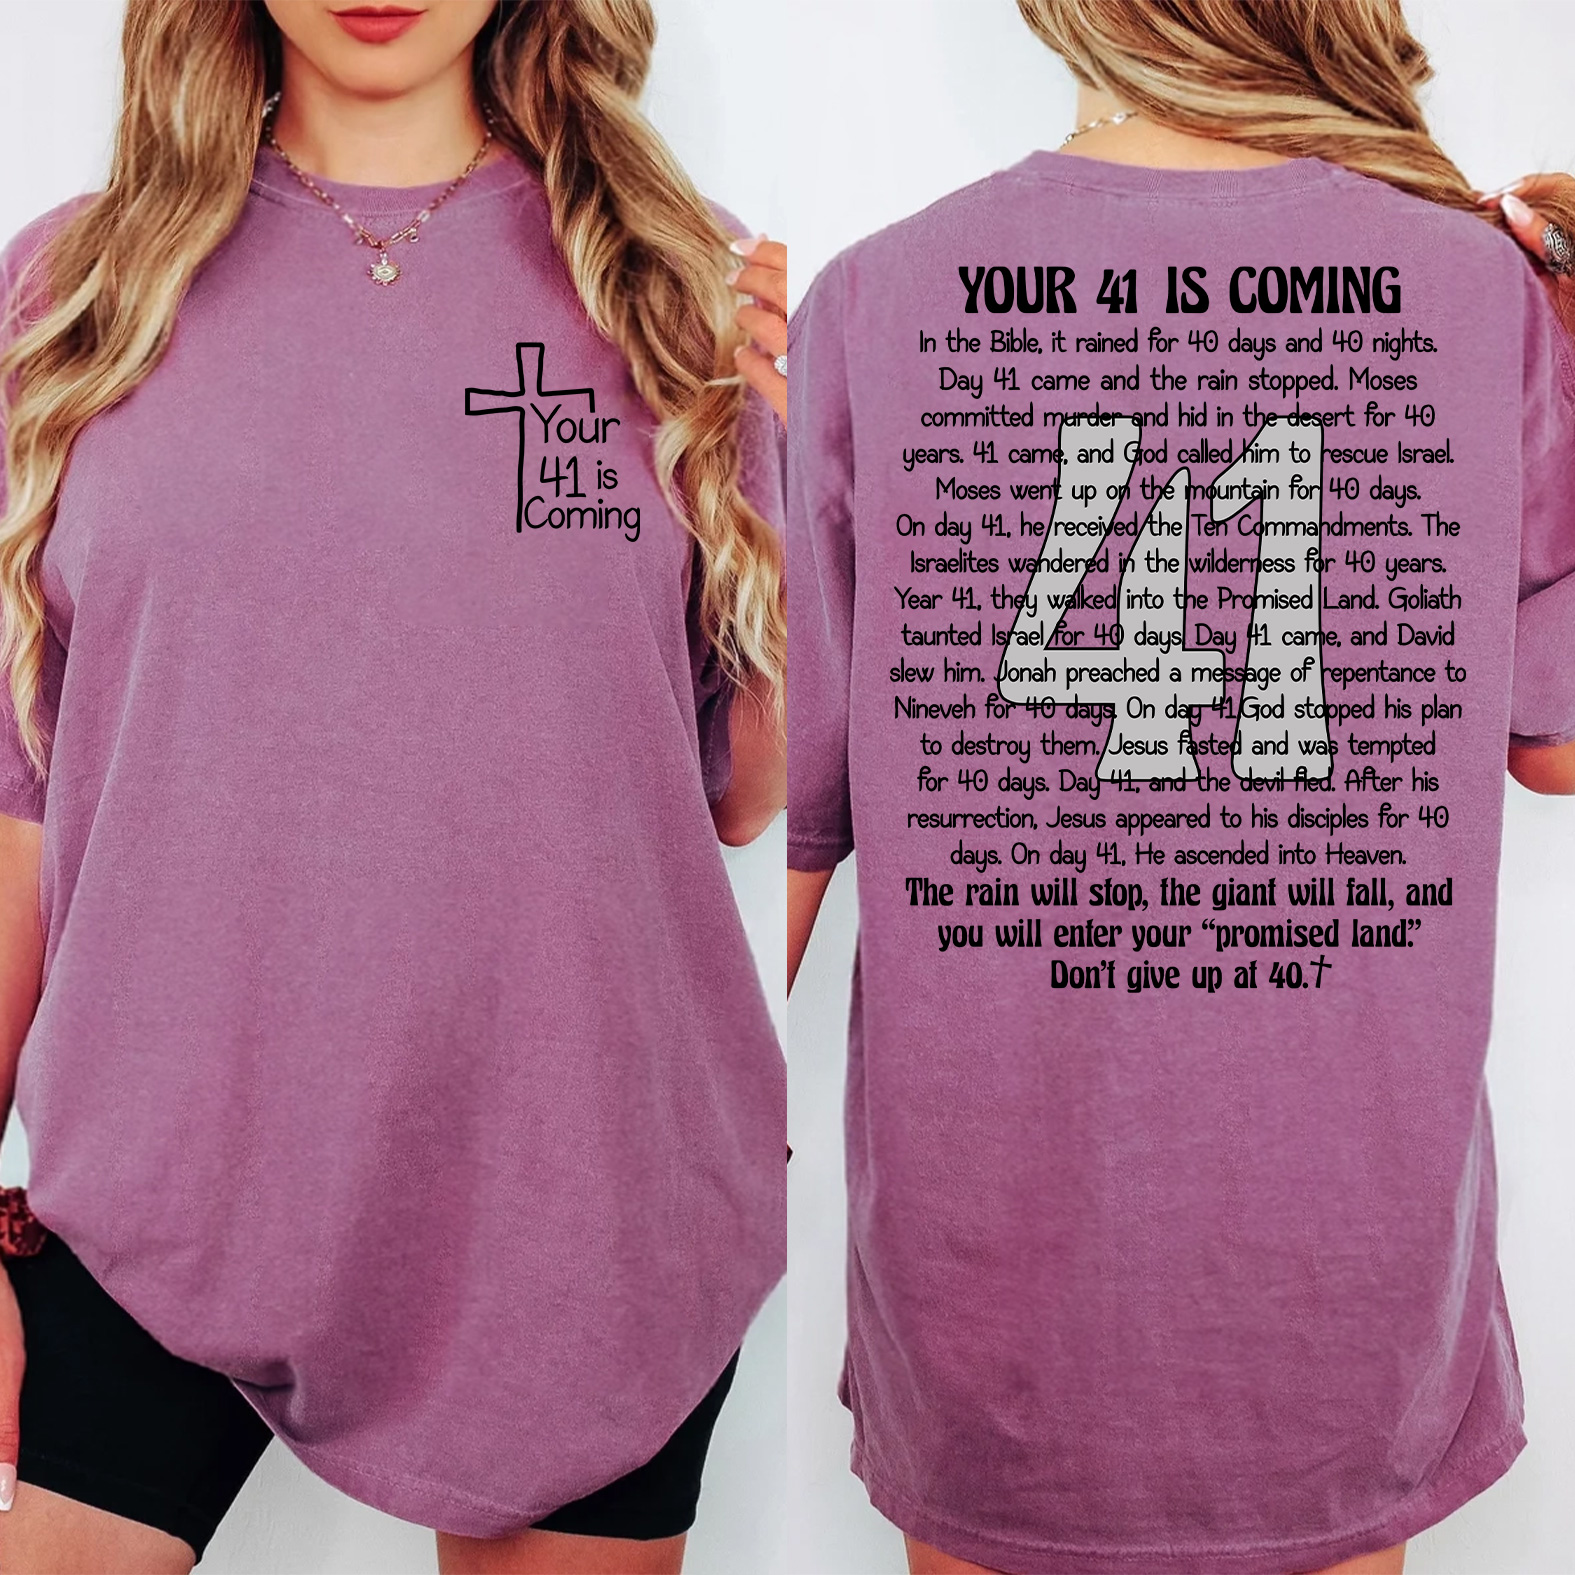 Your
41 is
Coming
YOUR 41 IS COMING
In the Bible, it rained for 40 days and 40 nights.
Day 41 came and the rain stopped. Moses
committed murder and hid in the desert for 40
years. 41 came, and God called him to rescue Israel.
Moses went up on the mountain for 40 days.
On day 41, he received the Ten Commandments. The
Israelites wandered in the wilderness for 40 years.
Year 41, they walked into the Promised Land. Goliath
taunted Israel for 40 days. Day 41 came, and David
slew him. Jonah preached a message of repentance to
Nineveh for 40 days. On day 41,God stopped his plan
to destroy them. Jesus fasted and was tempted
for 40 days. Day 41, and the devil fled. After his
resurrection, Jesus appeared to his disciples for 40
days. On day 41, He ascended into Heaven.
The rain will stop, the giant will fall, and
you will enter your “promised land.”
Don’t give up at 40.
41